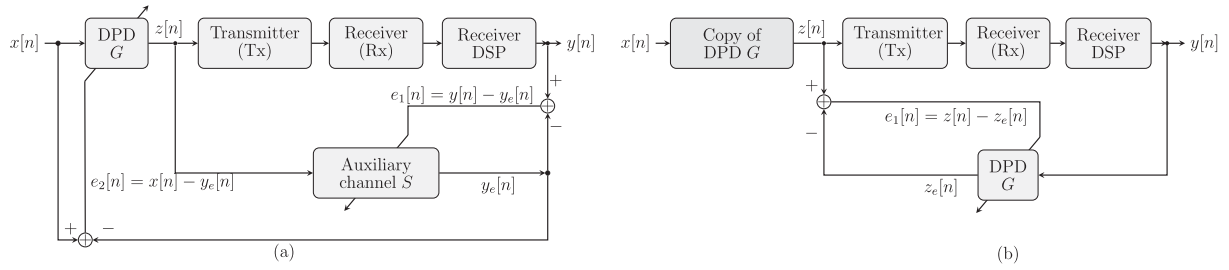 x[n]
DPD
G
z[n]
Transmitter
(Tx)
Receiver
(Rx)
Receiver
DSP
y[n]
+
e₁[n] = y[n] − yₑ[n]
−
Auxiliary
channel S
yₑ[n]
e₂[n] = x[n] − yₑ[n]
+
−
(a)
x[n]
Copy of
DPD G
z[n]
Transmitter
(Tx)
Receiver
(Rx)
Receiver
DSP
y[n]
+
e₁[n] = z[n] − zₑ[n]
−
DPD
G
zₑ[n]
(b)